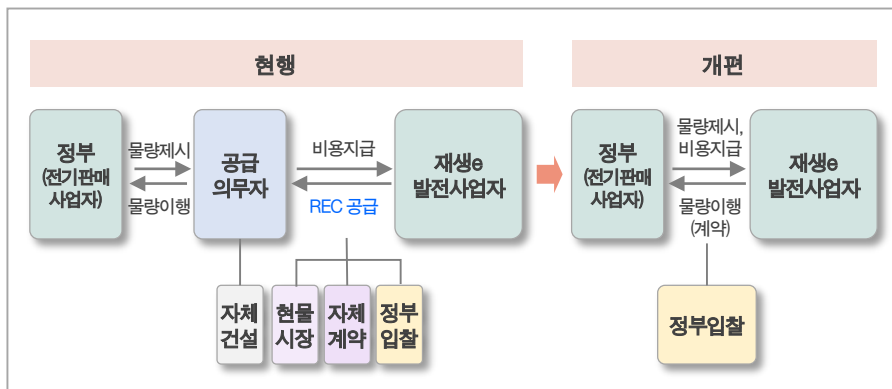 현행
정부
(전기판매
사업자)
물량제시
물량이행
공급
의무자
비용지급
REC 공급
재생e
발전사업자
자체
건설
현물
시장
자체
계약
정부
입찰
개편
정부
(전기판매
사업자)
물량제시,
비용지급
물량이행
(계약)
재생e
발전사업자
정부입찰